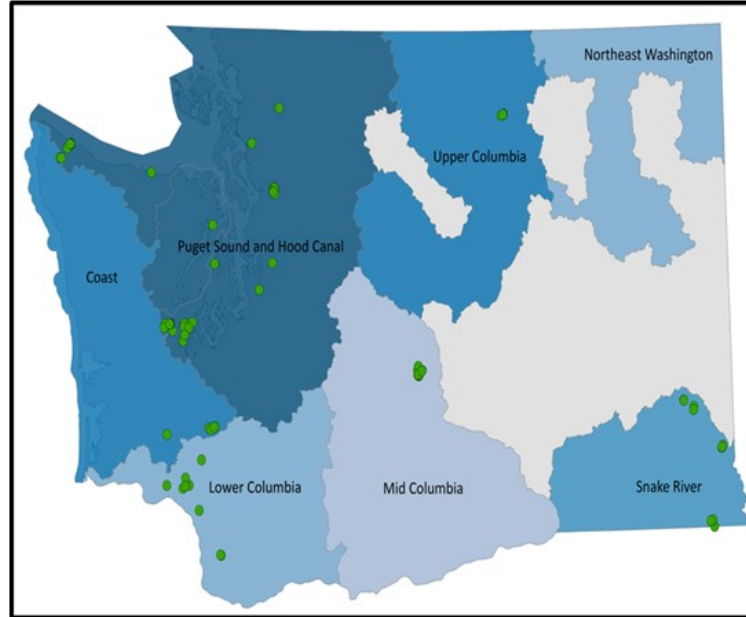 Northeast Washington
Upper Columbia
Puget Sound and Hood Canal
Coast
Lower Columbia
Mid Columbia
Snake River